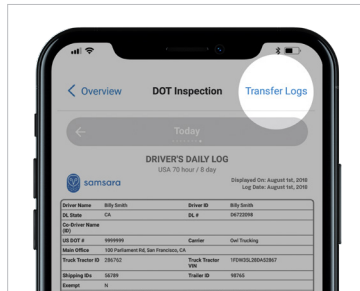 Overview DOT Inspection Transfer Logs
Today
DRIVER'S DAILY LOG
USA 70 hour / 8 day
samsara
Displayed On: August 1st, 2018
Log Date: August 1st, 2018
Driver Name Billy Smith Driver ID Billy Smith
DL State CA DL # D6722098
Co-Driver Name (ID)
US DOT # 9999999 Carrier Owl Tracking
Main Office 100 Parliament Rd, San Francisco, CA
Truck Tractor ID 286762 Truck Tractor VIN 1FDW3SL28DA02867
Shipping IDs 56789 Trailer ID 98765
Exempt N